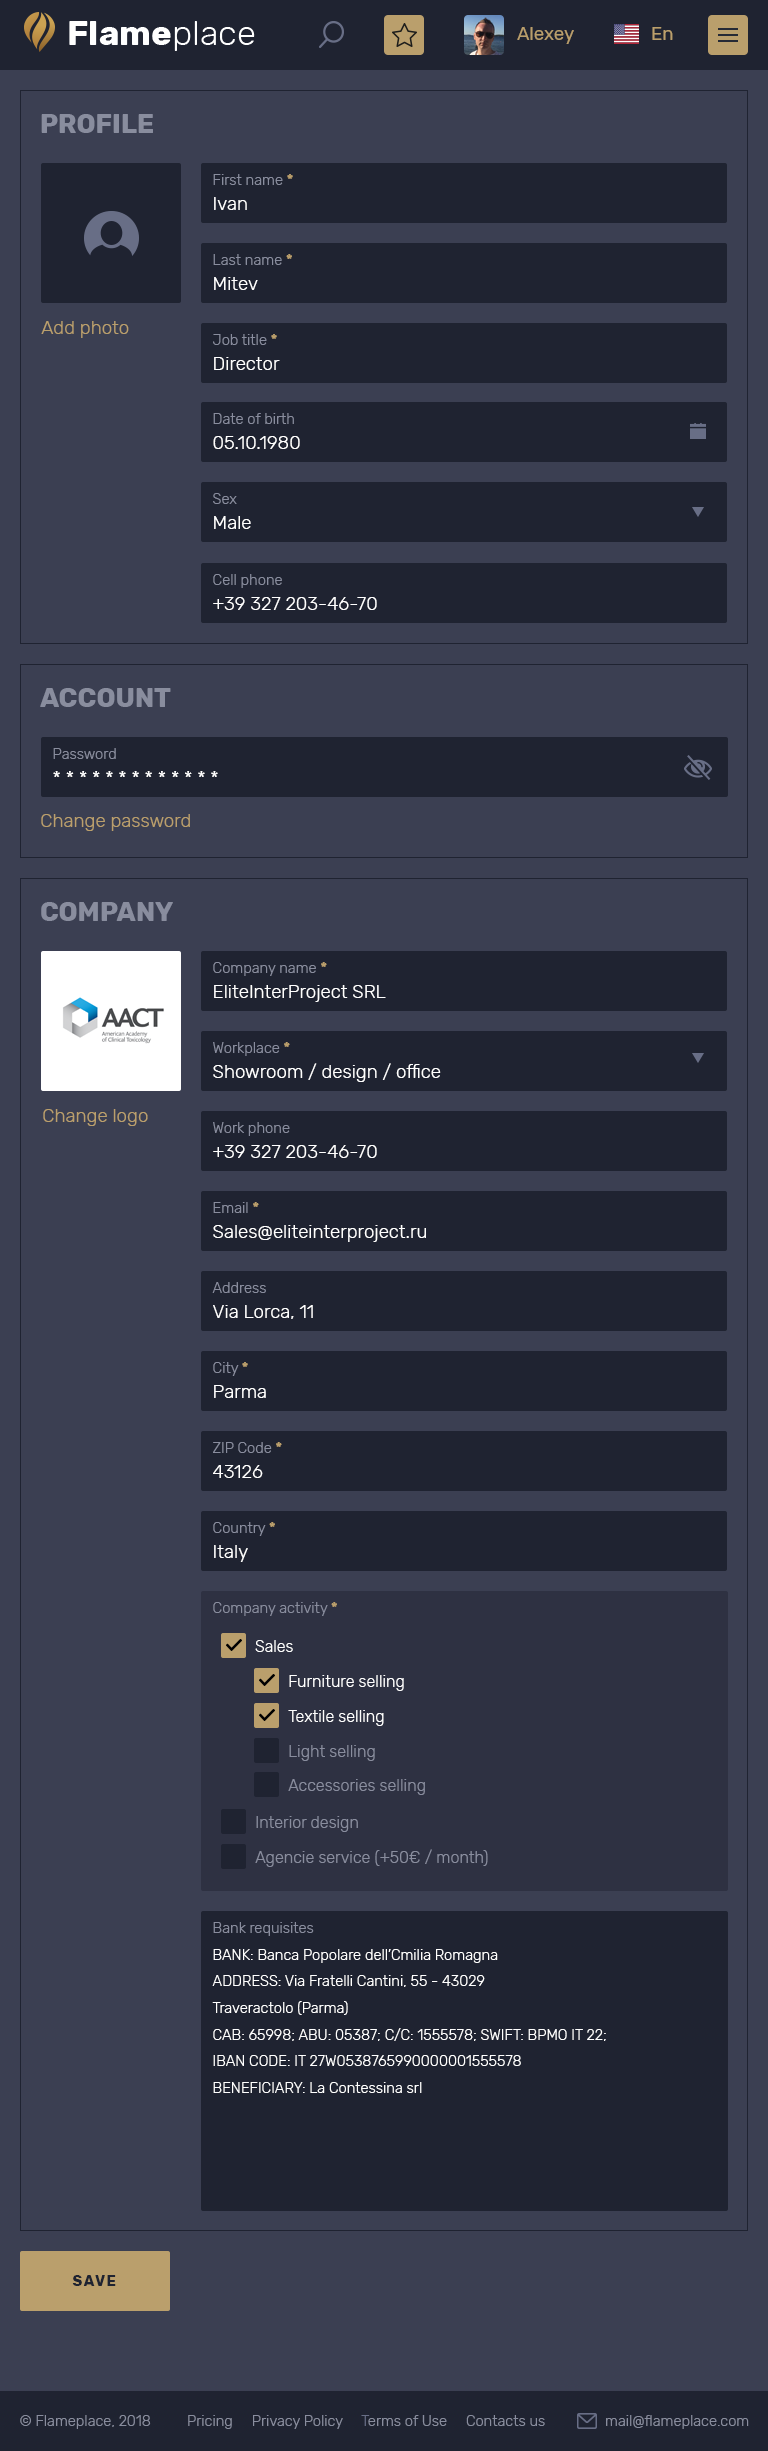 Flameplace
Alexey
En
PROFILE
First name *
Ivan
Last name *
Mitev
Add photo
Job title *
Director
Date of birth
05.10.1980
Sex
Male
Cell phone
+39 327 203-46-70
ACCOUNT
Password
* * * * * * * * * * * * *
Change password
COMPANY
AACT
American Academy
of Clinical Toxicology
Change logo
Company name *
EliteInterProject SRL
Workplace *
Showroom / design / office
Work phone
+39 327 203-46-70
Email *
Sales@eliteinterproject.ru
Address
Via Lorca, 11
City *
Parma
ZIP Code *
43126
Country *
Italy
Company activity *
Sales
Furniture selling
Textile selling
Light selling
Accessories selling
Interior design
Agencie service (+50€ / month)
Bank requisites
BANK: Banca Popolare dell'Cmilia Romagna
ADDRESS: Via Fratelli Cantini, 55 - 43029
Traveractolo (Parma)
CAB: 65998; ABU: 05387; C/C: 1555578; SWIFT: BPMO IT 22;
IBAN CODE: IT 27W0538765990000001555578
BENEFICIARY: La Contessina srl
SAVE
© Flameplace, 2018 Pricing Privacy Policy Terms of Use Contacts us mail@flameplace.com